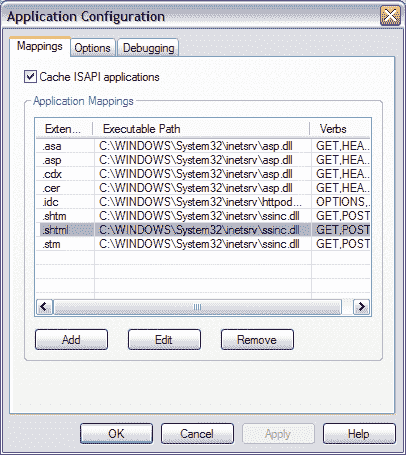 Application Configuration
Mappings Options Debugging
Cache ISAPI applications
Application Mappings
Exten... Executable Path Verbs
.asa C:\WINDOWS\System32\inetsrv\asp.dll GET,HEA...
.asp C:\WINDOWS\System32\inetsrv\asp.dll GET,HEA...
.cdx C:\WINDOWS\System32\inetsrv\asp.dll GET,HEA...
.cer C:\WINDOWS\System32\inetsrv\asp.dll GET,HEA...
.idc C:\WINDOWS\System32\inetsrv\httpod... OPTIONS,...
.shtm C:\WINDOWS\System32\inetsrv\ssinc.dll GET,POST
.shtml C:\WINDOWS\System32\inetsrv\ssinc.dll GET,POST
.stm C:\WINDOWS\System32\inetsrv\ssinc.dll GET,POST
Add Edit Remove
OK Cancel Apply Help